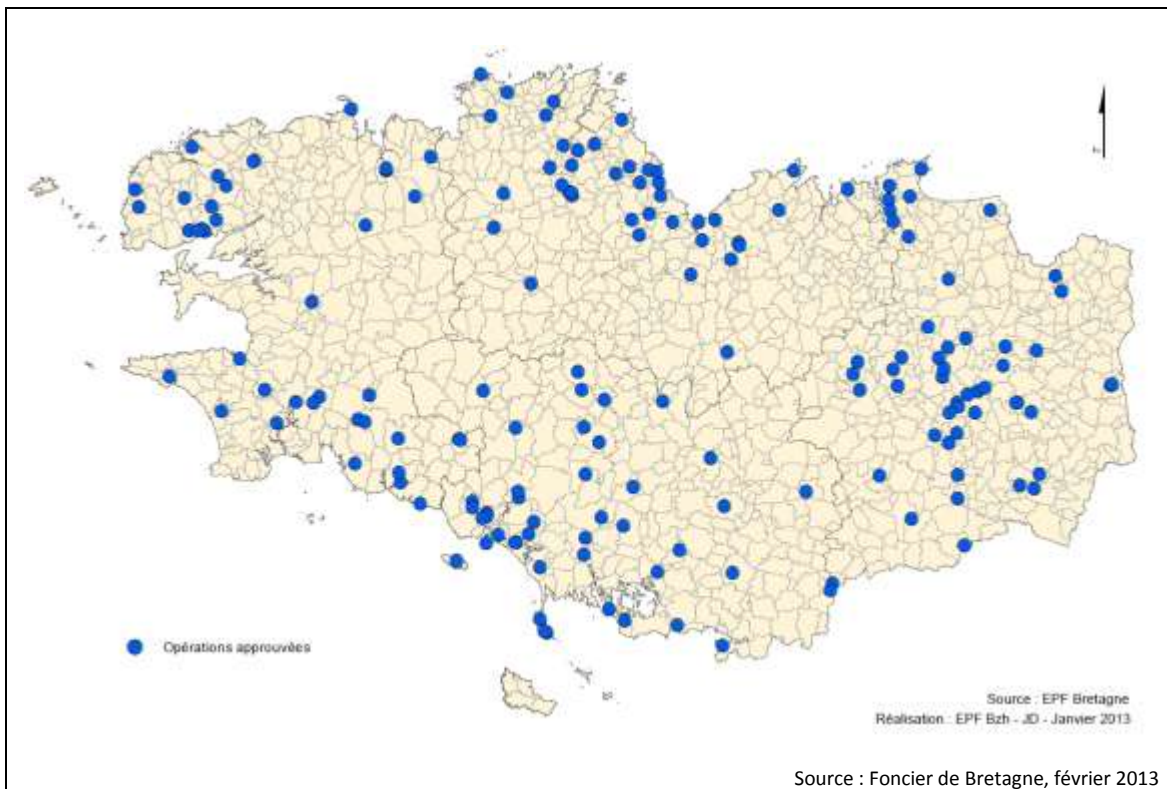 Opérations approuvées
Source : EPF Bretagne
Réalisation : EPF Bzh - JD - Janvier 2013
Source : Foncier de Bretagne, février 2013